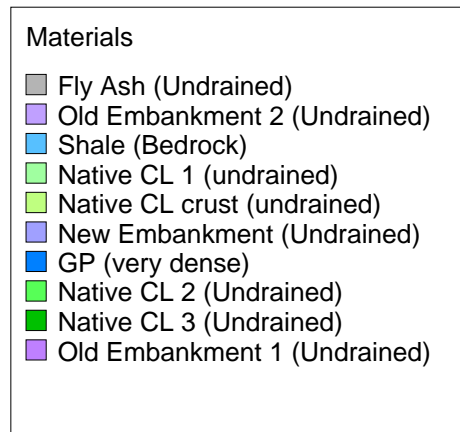 Materials
Fly Ash (Undrained)
Old Embankment 2 (Undrained)
Shale (Bedrock)
Native CL 1 (undrained)
Native CL crust (undrained)
New Embankment (Undrained)
GP (very dense)
Native CL 2 (Undrained)
Native CL 3 (Undrained)
Old Embankment 1 (Undrained)